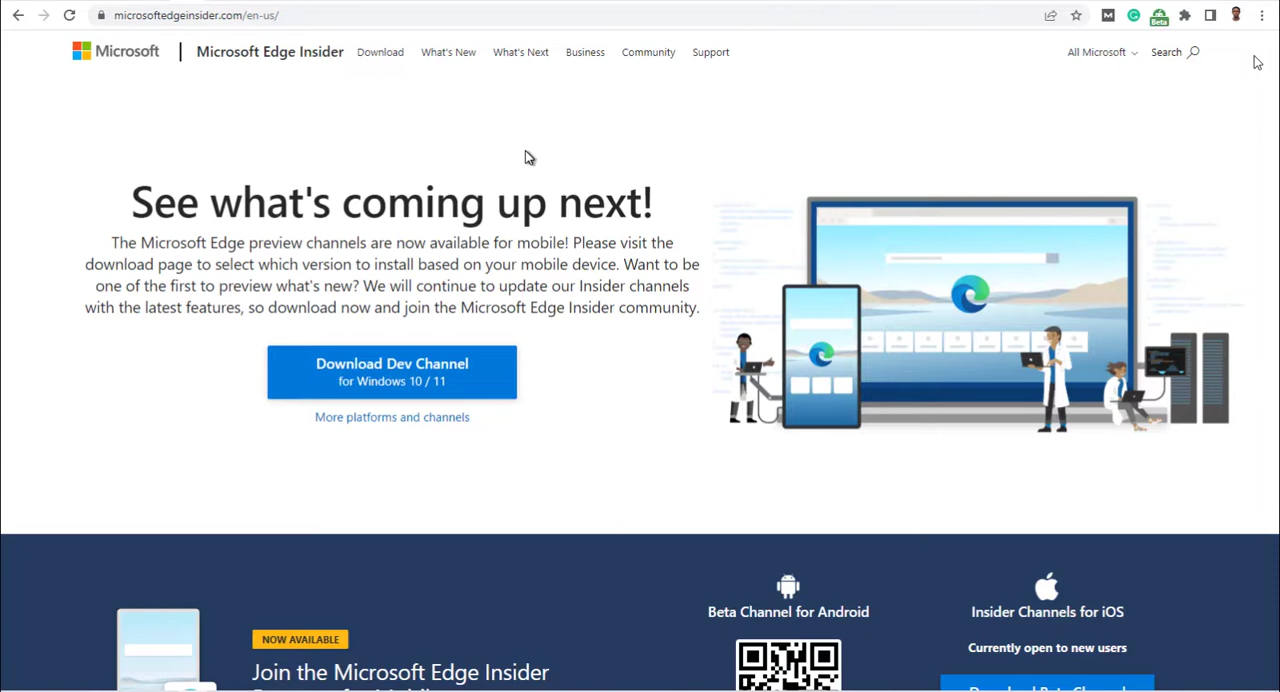 microsoftedgeinsider.com/en-us/
Beta
Microsoft | Microsoft Edge Insider Download What's New What's Next Business Community Support All Microsoft Search
See what's coming up next!
The Microsoft Edge preview channels are now available for mobile! Please visit the
download page to select which version to install based on your mobile device. Want to be
one of the first to preview what's new? We will continue to update our Insider channels
with the latest features, so download now and join the Microsoft Edge Insider community.
Download Dev Channel
for Windows 10 / 11
More platforms and channels
NOW AVAILABLE
Join the Microsoft Edge Insider
Beta Channel for Android
Insider Channels for iOS
Currently open to new users
Download Beta Channel